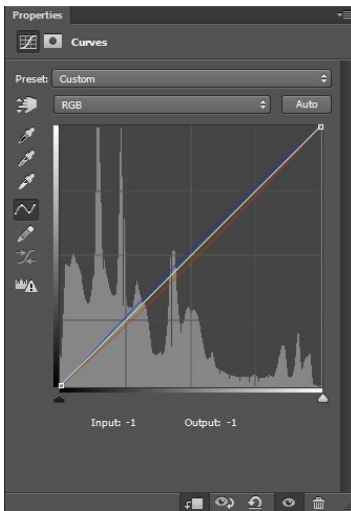 Properties
Curves
Preset: Custom
RGB Auto
Input: -1 Output: -1